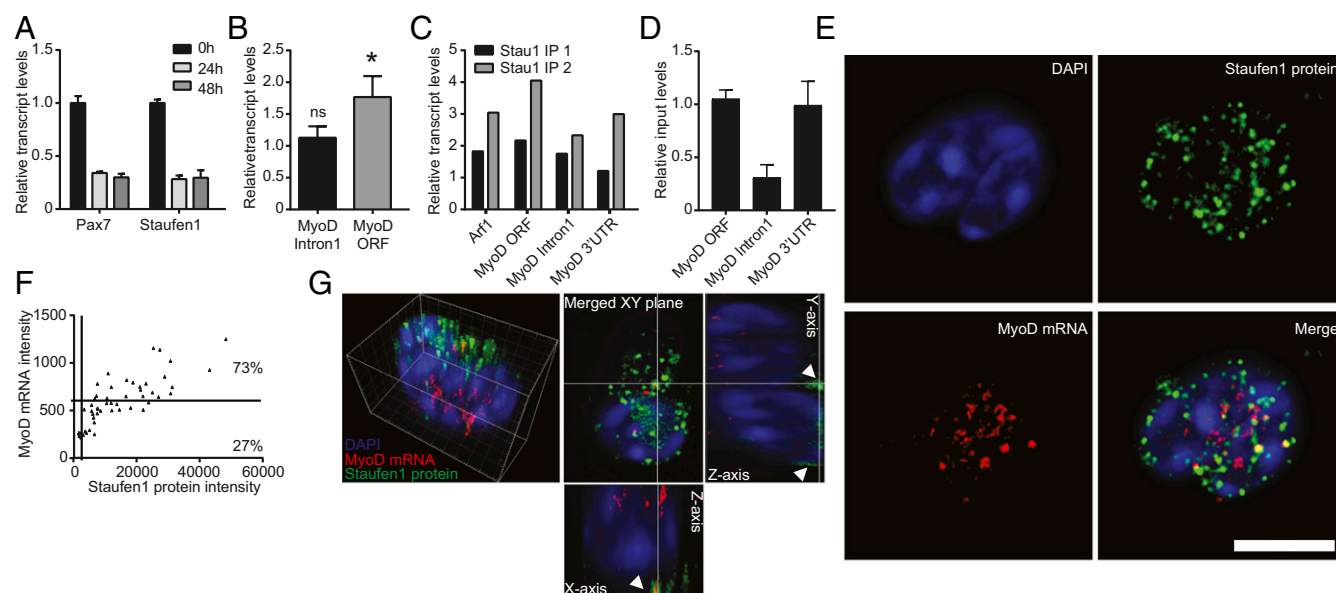 A
Relative transcript levels
1.5
1.0
0.5
0
0h
24h
48h
Pax7
Staufen1
B
Relativetranscript levels
2.5
2.0
1.5
1.0
0.5
0
ns
*
MyoD
Intron1
MyoD
ORF
C
Relative transcript levels
5
4
3
2
1
0
Stau1 IP 1
Stau1 IP 2
Arf1
MyoD ORF
MyoD Intron1
MyoD 3'UTR
D
Relative input levels
1.5
1.0
0.5
0
MyoD ORF
MyoD Intron1
MyoD 3'UTR
E
DAPI
Staufen1 protein
MyoD mRNA
Merge
F
MyoD mRNA intensity
1500
1000
500
0
73%
27%
0
20000
40000
60000
Staufen1 protein intensity
G
DAPI
MyoD mRNA
Staufen1 protein
Merged XY plane
Y-axis
Z-axis
Z-axis
X-axis